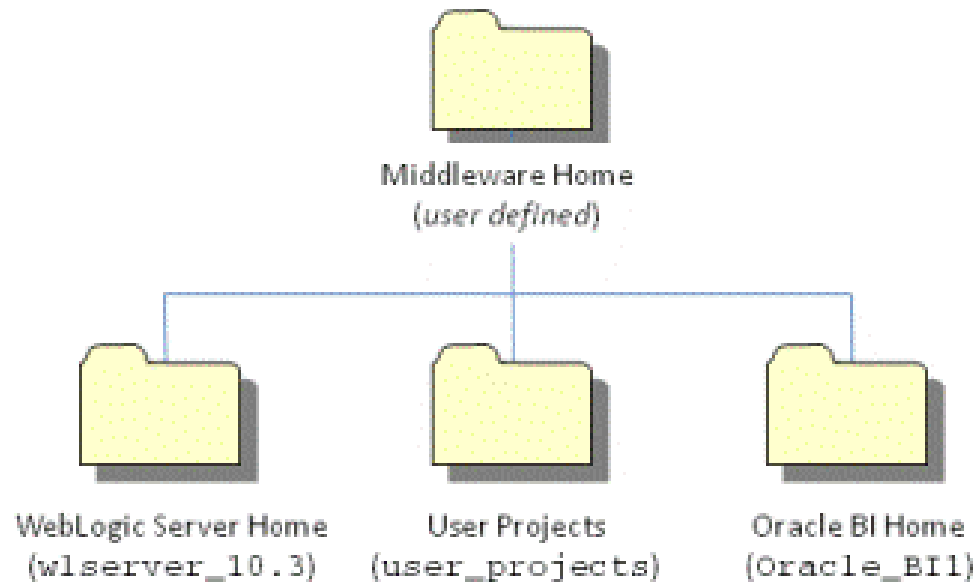 Middleware Home
(user defined)
WebLogic Server Home
(wlserver_10.3)
User Projects
(user_projects)
Oracle BI Home
(Oracle_BI1)